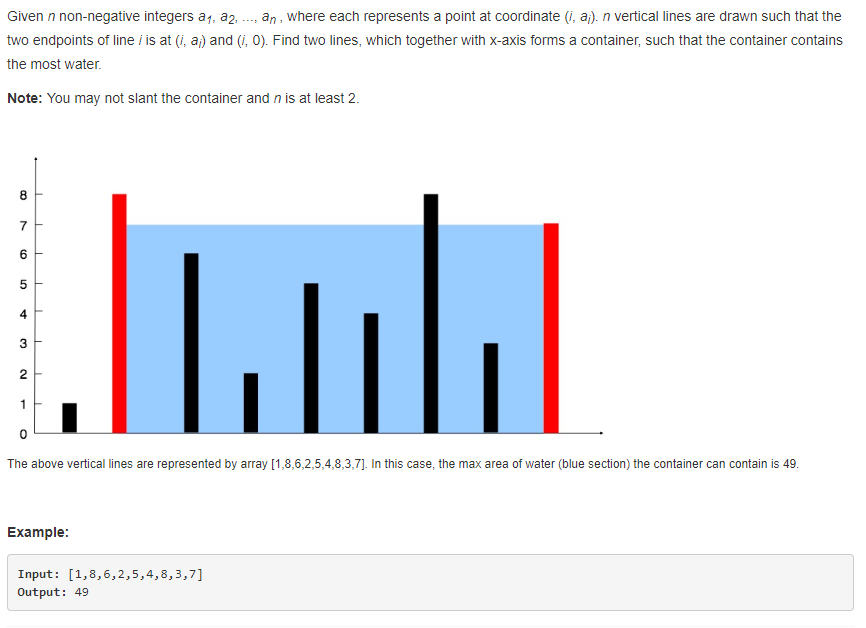 Given n non-negative integers a1, a2, ..., an , where each represents a point at coordinate (i, ai). n vertical lines are drawn such that the
two endpoints of line i is at (i, ai) and (i, 0). Find two lines, which together with x-axis forms a container, such that the container contains
the most water.
Note: You may not slant the container and n is at least 2.
8
7
6
5
4
3
2
1
0
The above vertical lines are represented by array [1,8,6,2,5,4,8,3,7]. In this case, the max area of water (blue section) the container can contain is 49.
Example:
Input: [1,8,6,2,5,4,8,3,7]
Output: 49